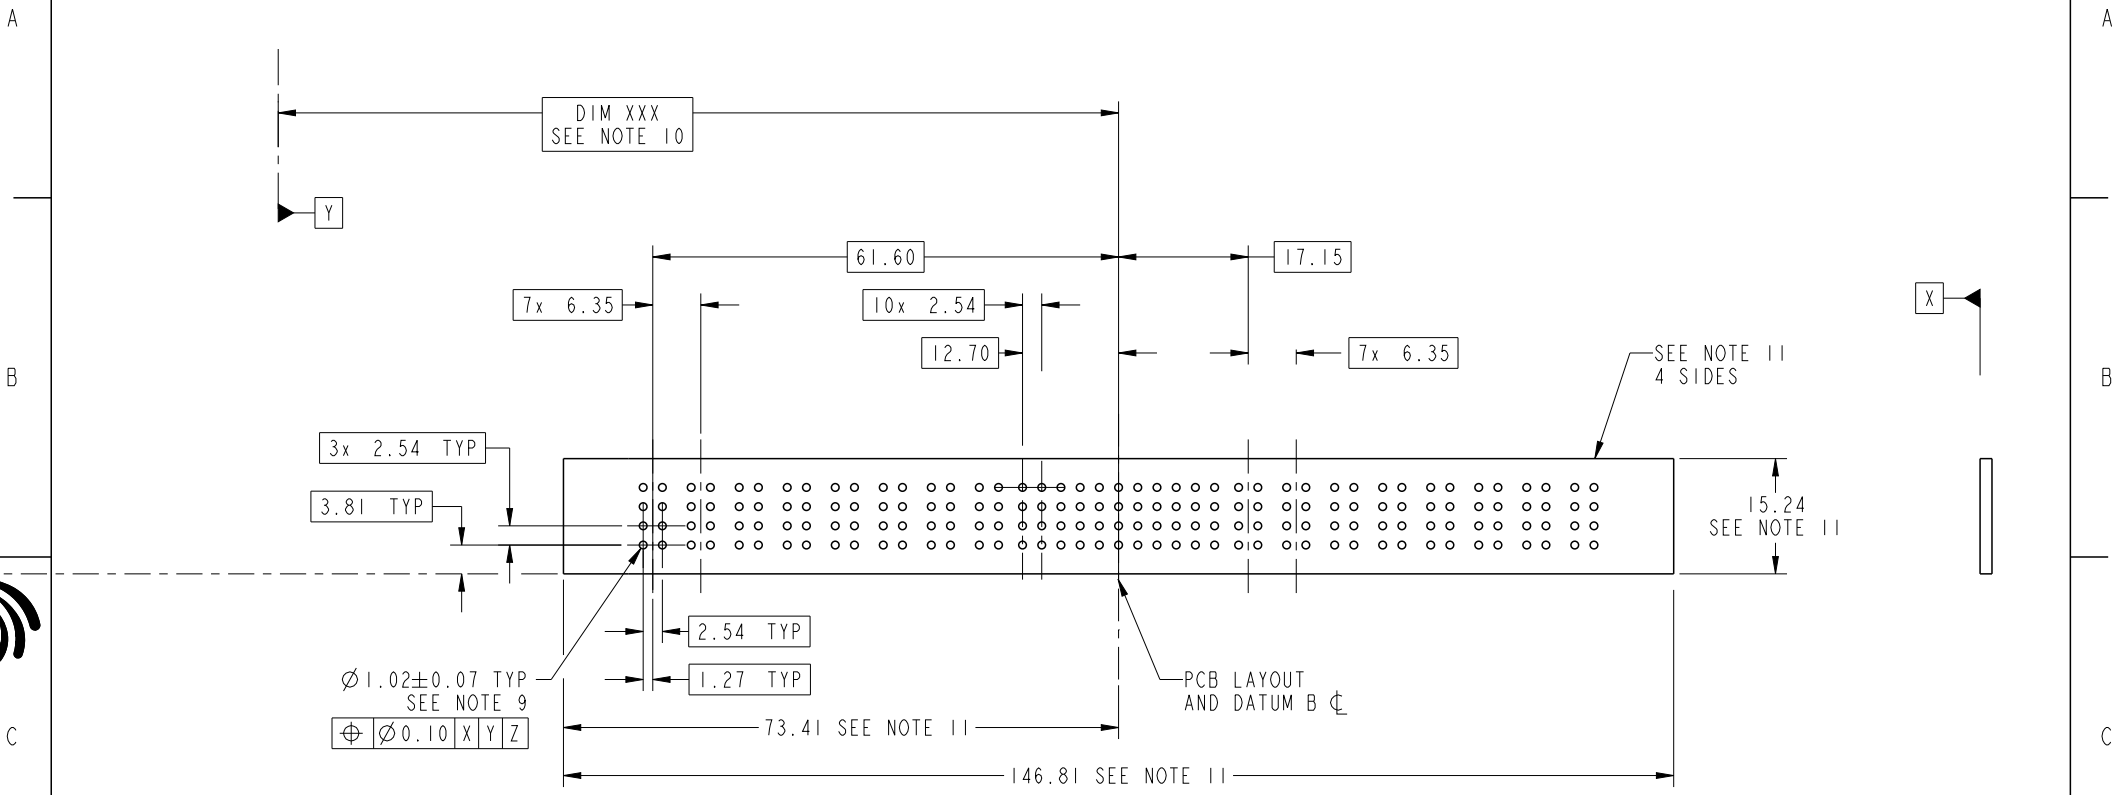 A
A
DIM XXX
SEE NOTE 10
Y
61.60
17.15
7x 6.35
10x 2.54
X
12.70
7x 6.35
SEE NOTE 11
4 SIDES
B
B
3x 2.54 TYP
3.81 TYP
15.24
SEE NOTE 11
2.54 TYP
Ø1.02±0.07 TYP
SEE NOTE 9
1.27 TYP
PCB LAYOUT
AND DATUM B ℄
⌖ Ø0.10 X Y Z
73.41 SEE NOTE 11
C
C
146.81 SEE NOTE 11